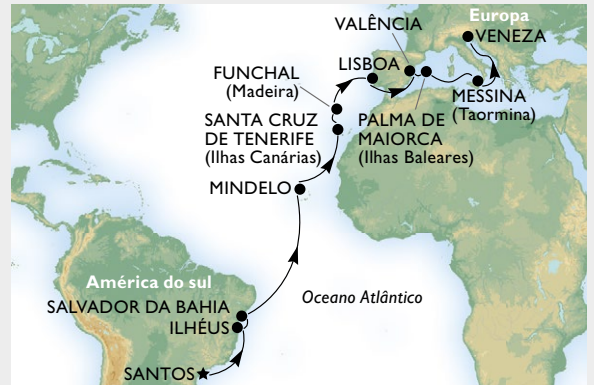 Europa
VALÊNCIA
VENEZA
LISBOA
FUNCHAL
(Madeira)
MESSINA
(Taormina)
SANTA CRUZ
DE TENERIFE
(Ilhas Canárias)
PALMA DE
MAIORCA
(Ilhas Baleares)
MINDELO
América do sul
SALVADOR DA BAHIA
Oceano Atlântico
ILHÉUS
SANTOS